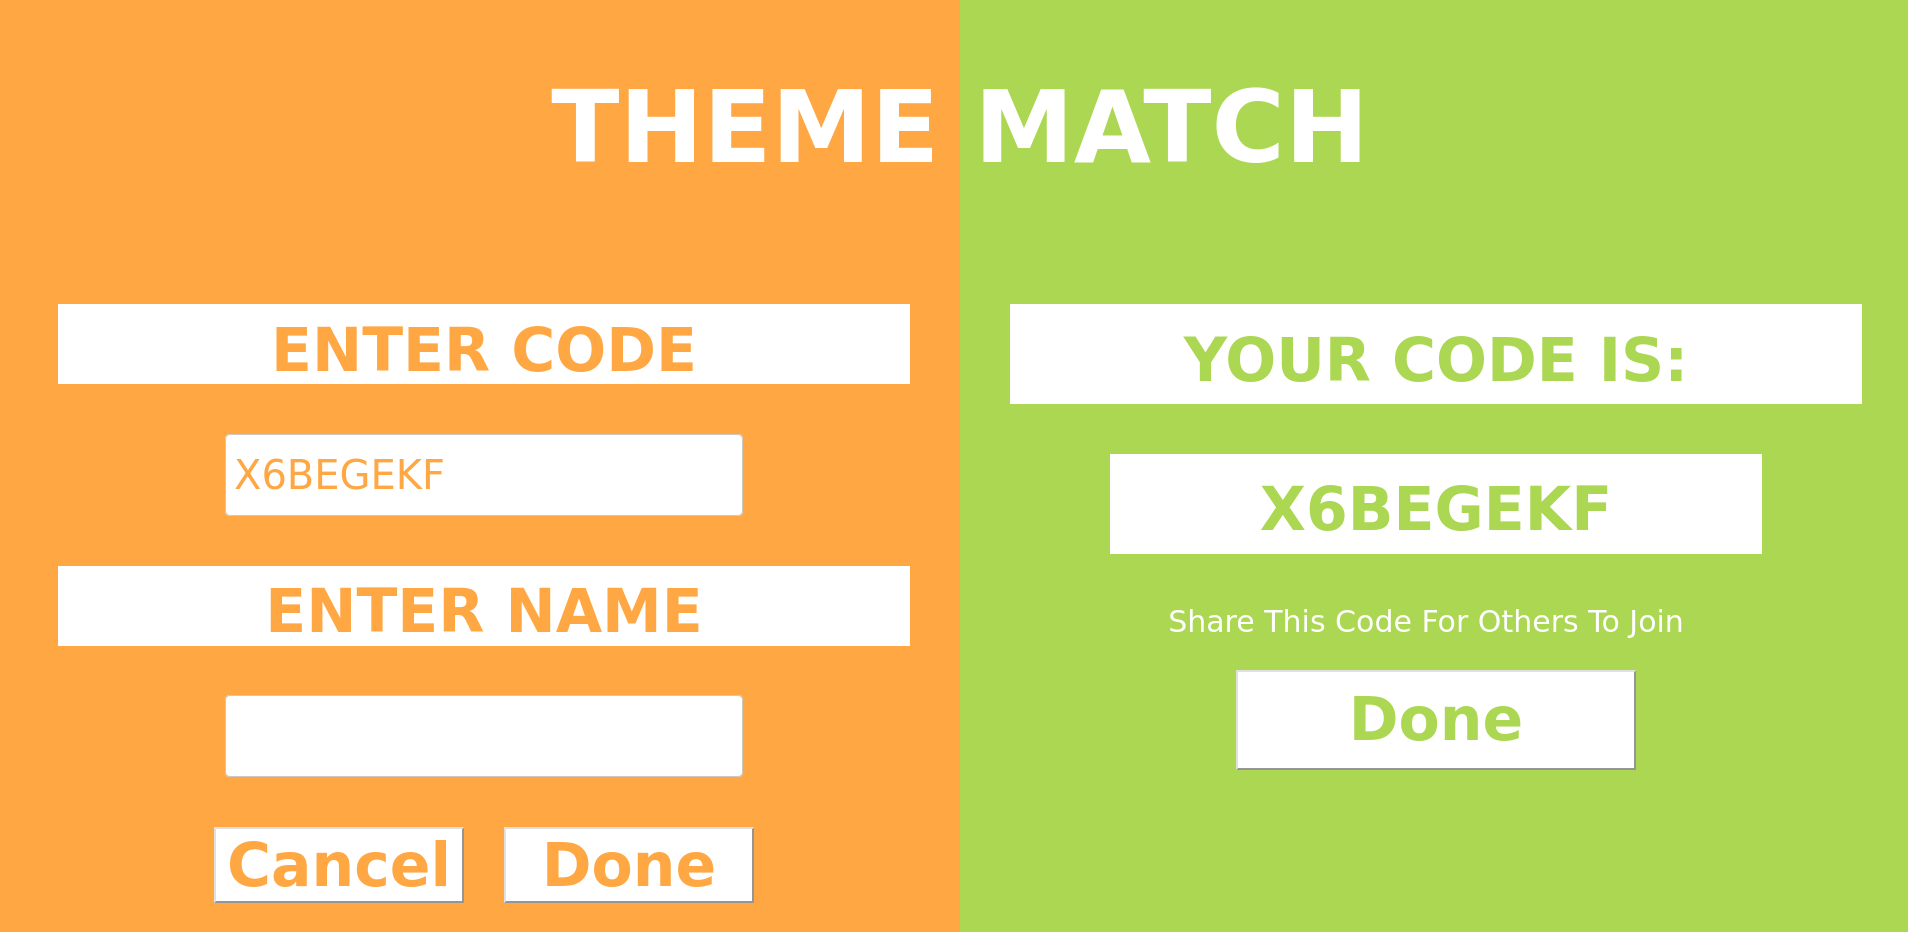 THEME MATCH
ENTER CODE
X6BEGEKF
ENTER NAME
Cancel
Done
YOUR CODE IS:
X6BEGEKF
Share This Code For Others To Join
Done